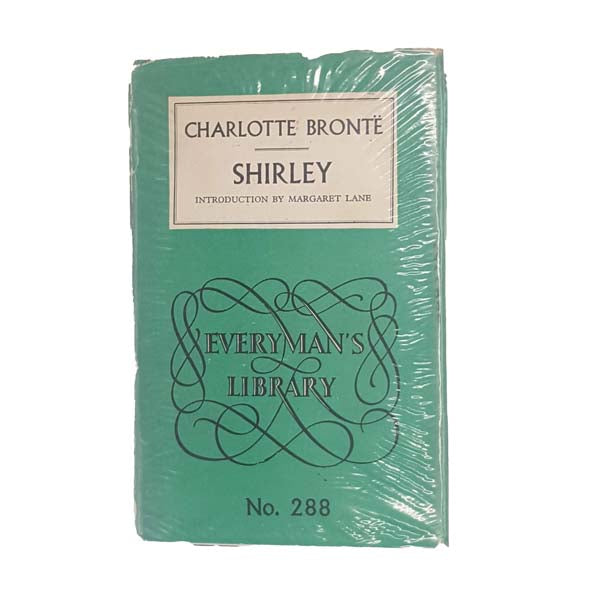 CHARLOTTE BRONTË
SHIRLEY
INTRODUCTION BY MARGARET LANE
EVERYMAN'S
LIBRARY
No. 288